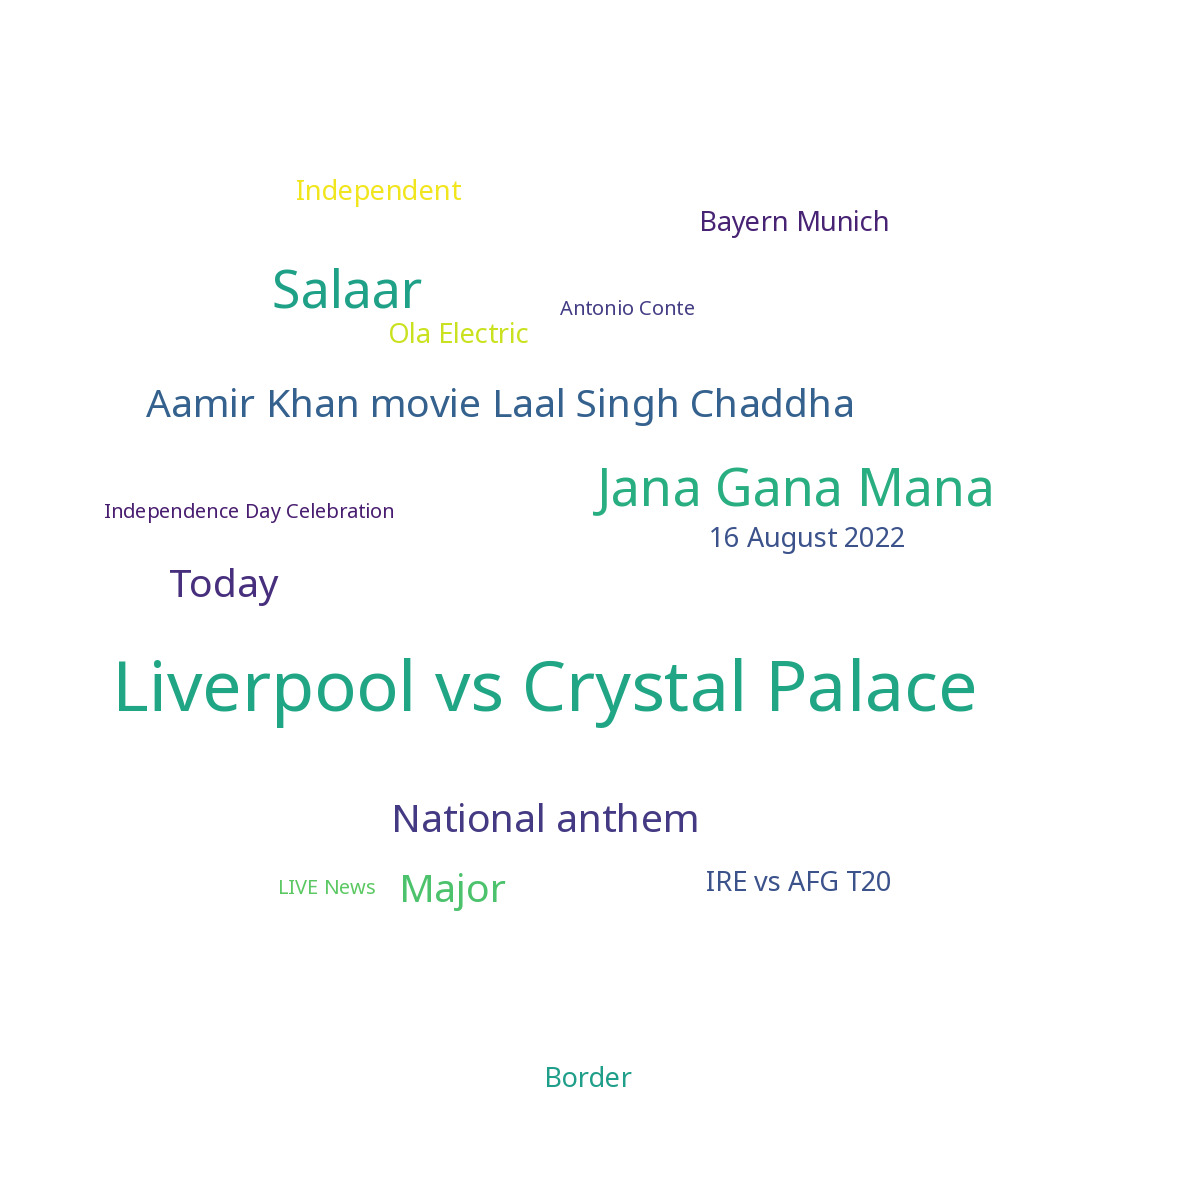 Independent
Bayern Munich
Salaar
Antonio Conte
Ola Electric
Aamir Khan movie Laal Singh Chaddha
Jana Gana Mana
Independence Day Celebration
16 August 2022
Today
Liverpool vs Crystal Palace
National anthem
LIVE News
Major
IRE vs AFG T20
Border